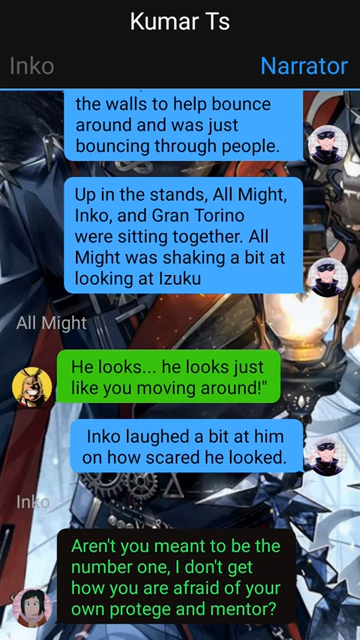 Kumar Ts
Inko
Narrator
the walls to help bounce
around and was just
bouncing through people.
Up in the stands, All Might,
Inko, and Gran Torino
were sitting together. All
Might was shaking a bit at
looking at Izuku
All Might
He looks... he looks just
like you moving around!"
Inko laughed a bit at him
on how scared he looked.
Inko
Aren't you meant to be the
number one, I don't get
how you are afraid of your
own protege and mentor?